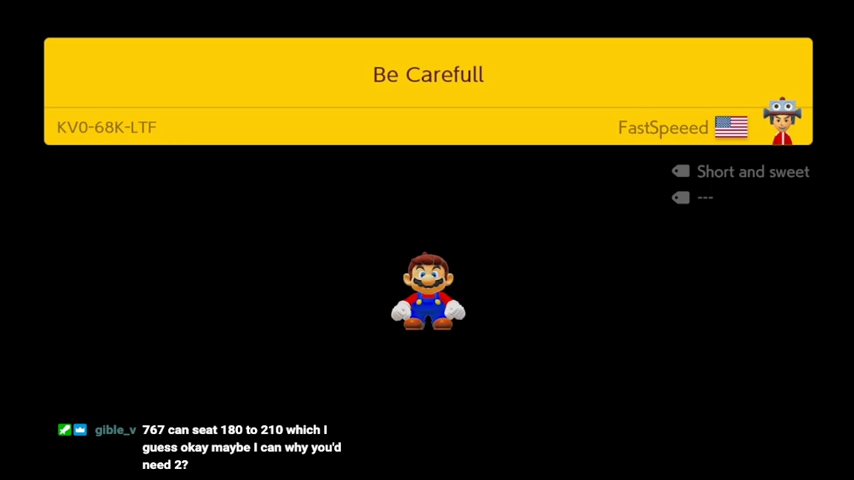 Be Carefull
KV0-68K-LTF
FastSpeeed
Short and sweet
---
gible_v 767 can seat 180 to 210 which I
guess okay maybe I can why you'd
need 2?